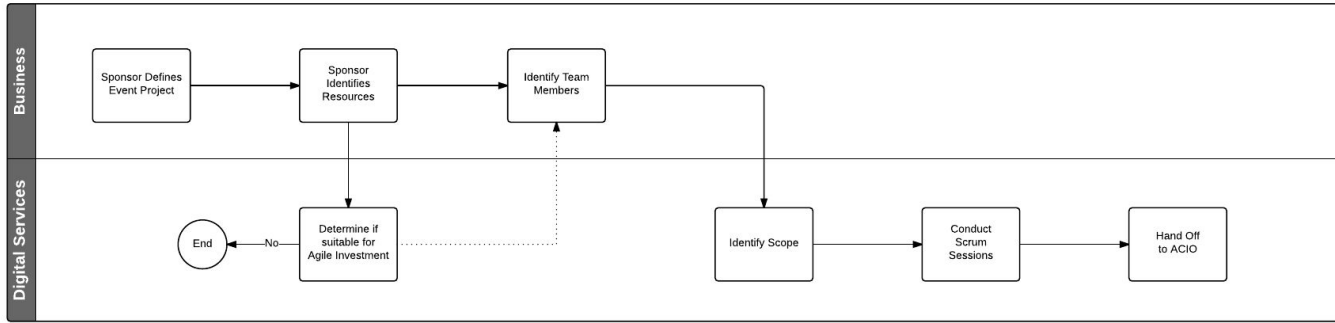 Business
Sponsor Defines
Event Project
Sponsor
Identifies
Resources
Identify Team
Members
Digital Services
End
No
Determine if
suitable for
Agile Investment
Identify Scope
Conduct
Scrum
Sessions
Hand Off
to ACIO